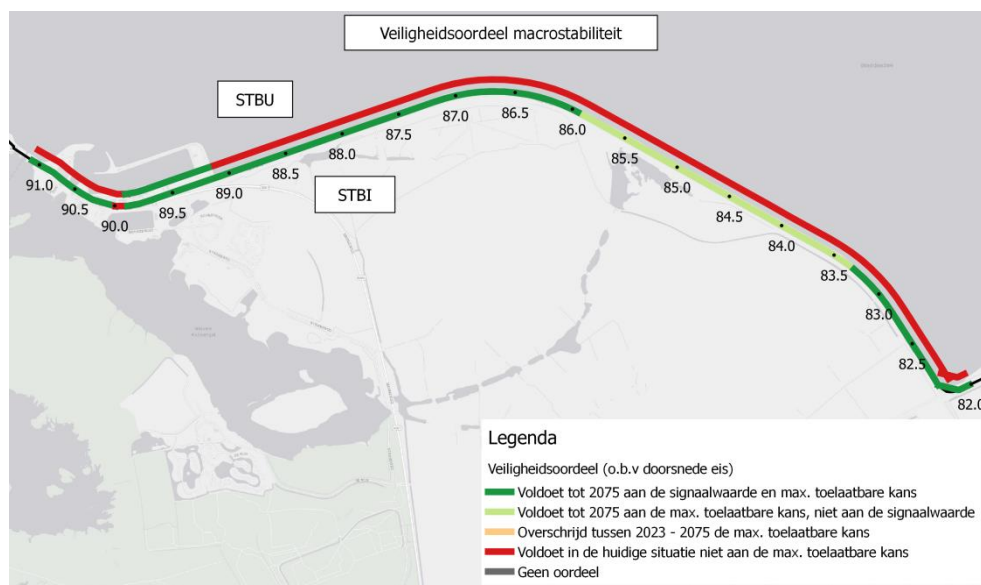 Veiligheidsoordeel macrostabiliteit
STBU
STBI
91.0
90.5
90.0
89.5
89.0
88.5
88.0
87.5
87.0
86.5
86.0
85.5
85.0
84.5
84.0
83.5
83.0
82.5
82.0
Legenda
Veiligheidsoordeel (o.b.v doorsnede eis)
Voldoet tot 2075 aan de signaalwaarde en max. toelaatbare kans
Voldoet tot 2075 aan de max. toelaatbare kans, niet aan de signaalwaarde
Overschrijd tussen 2023 - 2075 de max. toelaatbare kans
Voldoet in de huidige situatie niet aan de max. toelaatbare kans
Geen oordeel